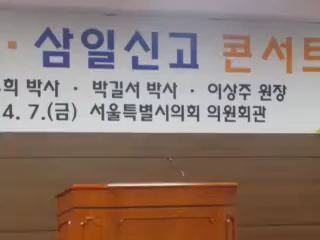 · 삼일신고 콘서트
희 박사 · 박길서 박사 · 이상주 원장
4. 7.(금) 서울특별시의회 의원회관